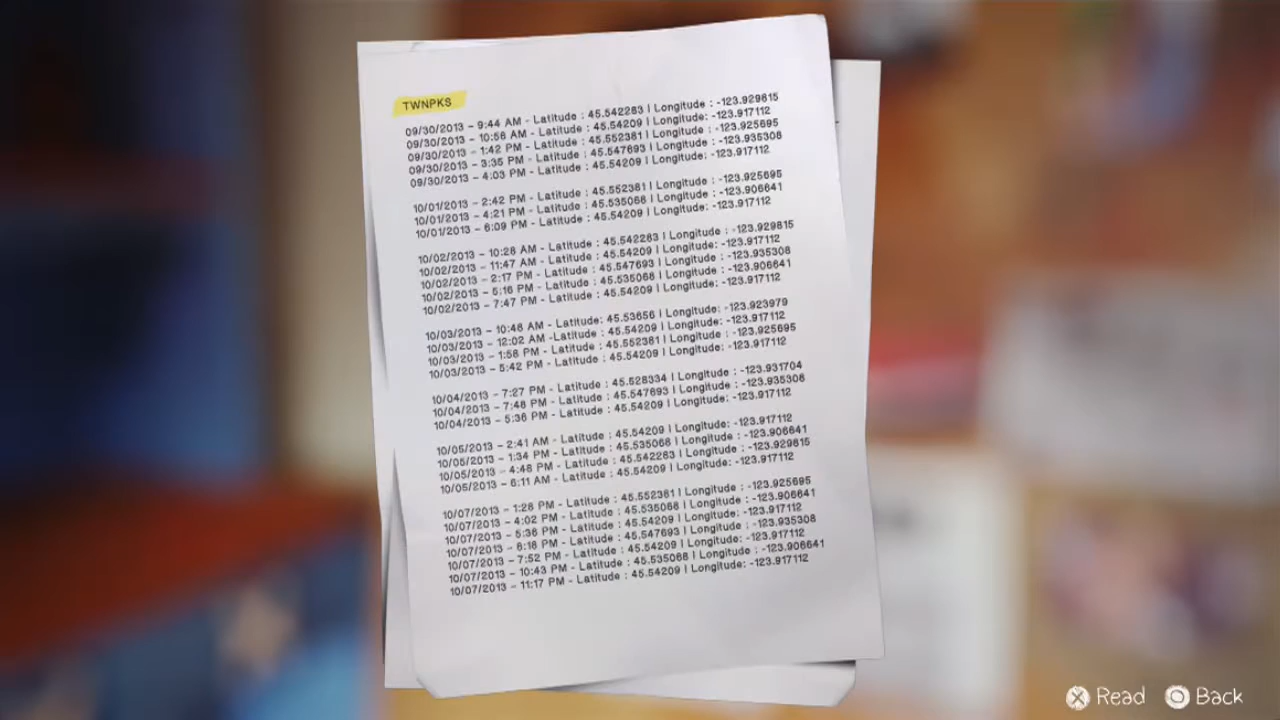 TWNPKS
09/30/2013 - 9:44 AM - Latitude : 45.542283 | Longitude : -123.929815
09/30/2013 - 10:56 AM - Latitude : 45.54209 | Longitude: -123.917112
09/30/2013 - 1:42 PM - Latitude : 45.552381 | Longitude : -123.925695
09/30/2013 - 3:35 PM - Latitude : 45.547693 | Longitude : -123.935308
09/30/2013 - 4:03 PM - Latitude : 45.54209 | Longitude: -123.917112
10/01/2013 - 2:42 PM - Latitude : 45.552381 | Longitude : -123.925695
10/01/2013 - 4:21 PM - Latitude : 45.535068 | Longitude : -123.906641
10/01/2013 - 6:09 PM - Latitude : 45.54209 | Longitude: -123.917112
10/02/2013 - 10:28 AM - Latitude : 45.542283 | Longitude : -123.929815
10/02/2013 - 11:47 AM - Latitude : 45.54209 | Longitude: -123.917112
10/02/2013 - 2:17 PM - Latitude : 45.547693 | Longitude : -123.935308
10/02/2013 - 5:16 PM - Latitude : 45.535068 | Longitude : -123.906641
10/02/2013 - 7:47 PM - Latitude : 45.54209 | Longitude: -123.917112
10/03/2013 - 10:46 AM - Latitude: 45.53656 | Longitude: -123.923979
10/03/2013 - 12:02 AM -Latitude : 45.54209 | Longitude: -123.917112
10/03/2013 - 1:58 PM -Latitude : 45.552381 | Longitude : -123.925695
10/03/2013 - 5:42 PM - Latitude : 45.54209 | Longitude: -123.917112
10/04/2013 - 7:27 PM - Latitude : 45.528334 | Longitude : -123.931704
10/04/2013 - 7:48 PM - Latitude : 45.547693 | Longitude : -123.935308
10/04/2013 - 5:36 PM - Latitude : 45.54209 | Longitude: -123.917112
10/05/2013 - 2:41 AM - Latitude : 45.54209 | Longitude: -123.917112
10/05/2013 - 1:34 PM - Latitude : 45.535068 | Longitude : -123.906641
10/05/2013 - 4:48 PM - Latitude : 45.542283 | Longitude : -123.929815
10/05/2013 - 6:11 AM - Latitude : 45.54209 | Longitude: -123.917112
10/07/2013 - 1:28 PM - Latitude : 45.552381 | Longitude : -123.925695
10/07/2013 - 4:02 PM - Latitude : 45.535068 | Longitude : -123.906641
10/07/2013 - 5:36 PM - Latitude : 45.54209 | Longitude: -123.917112
10/07/2013 - 6:18 PM - Latitude : 45.547693 | Longitude : -123.935308
10/07/2013 - 7:52 PM - Latitude : 45.54209 | Longitude: -123.917112
10/07/2013 - 10:43 PM - Latitude : 45.535068 | Longitude : -123.906641
10/07/2013 - 11:17 PM - Latitude : 45.54209 | Longitude: -123.917112
Read Back